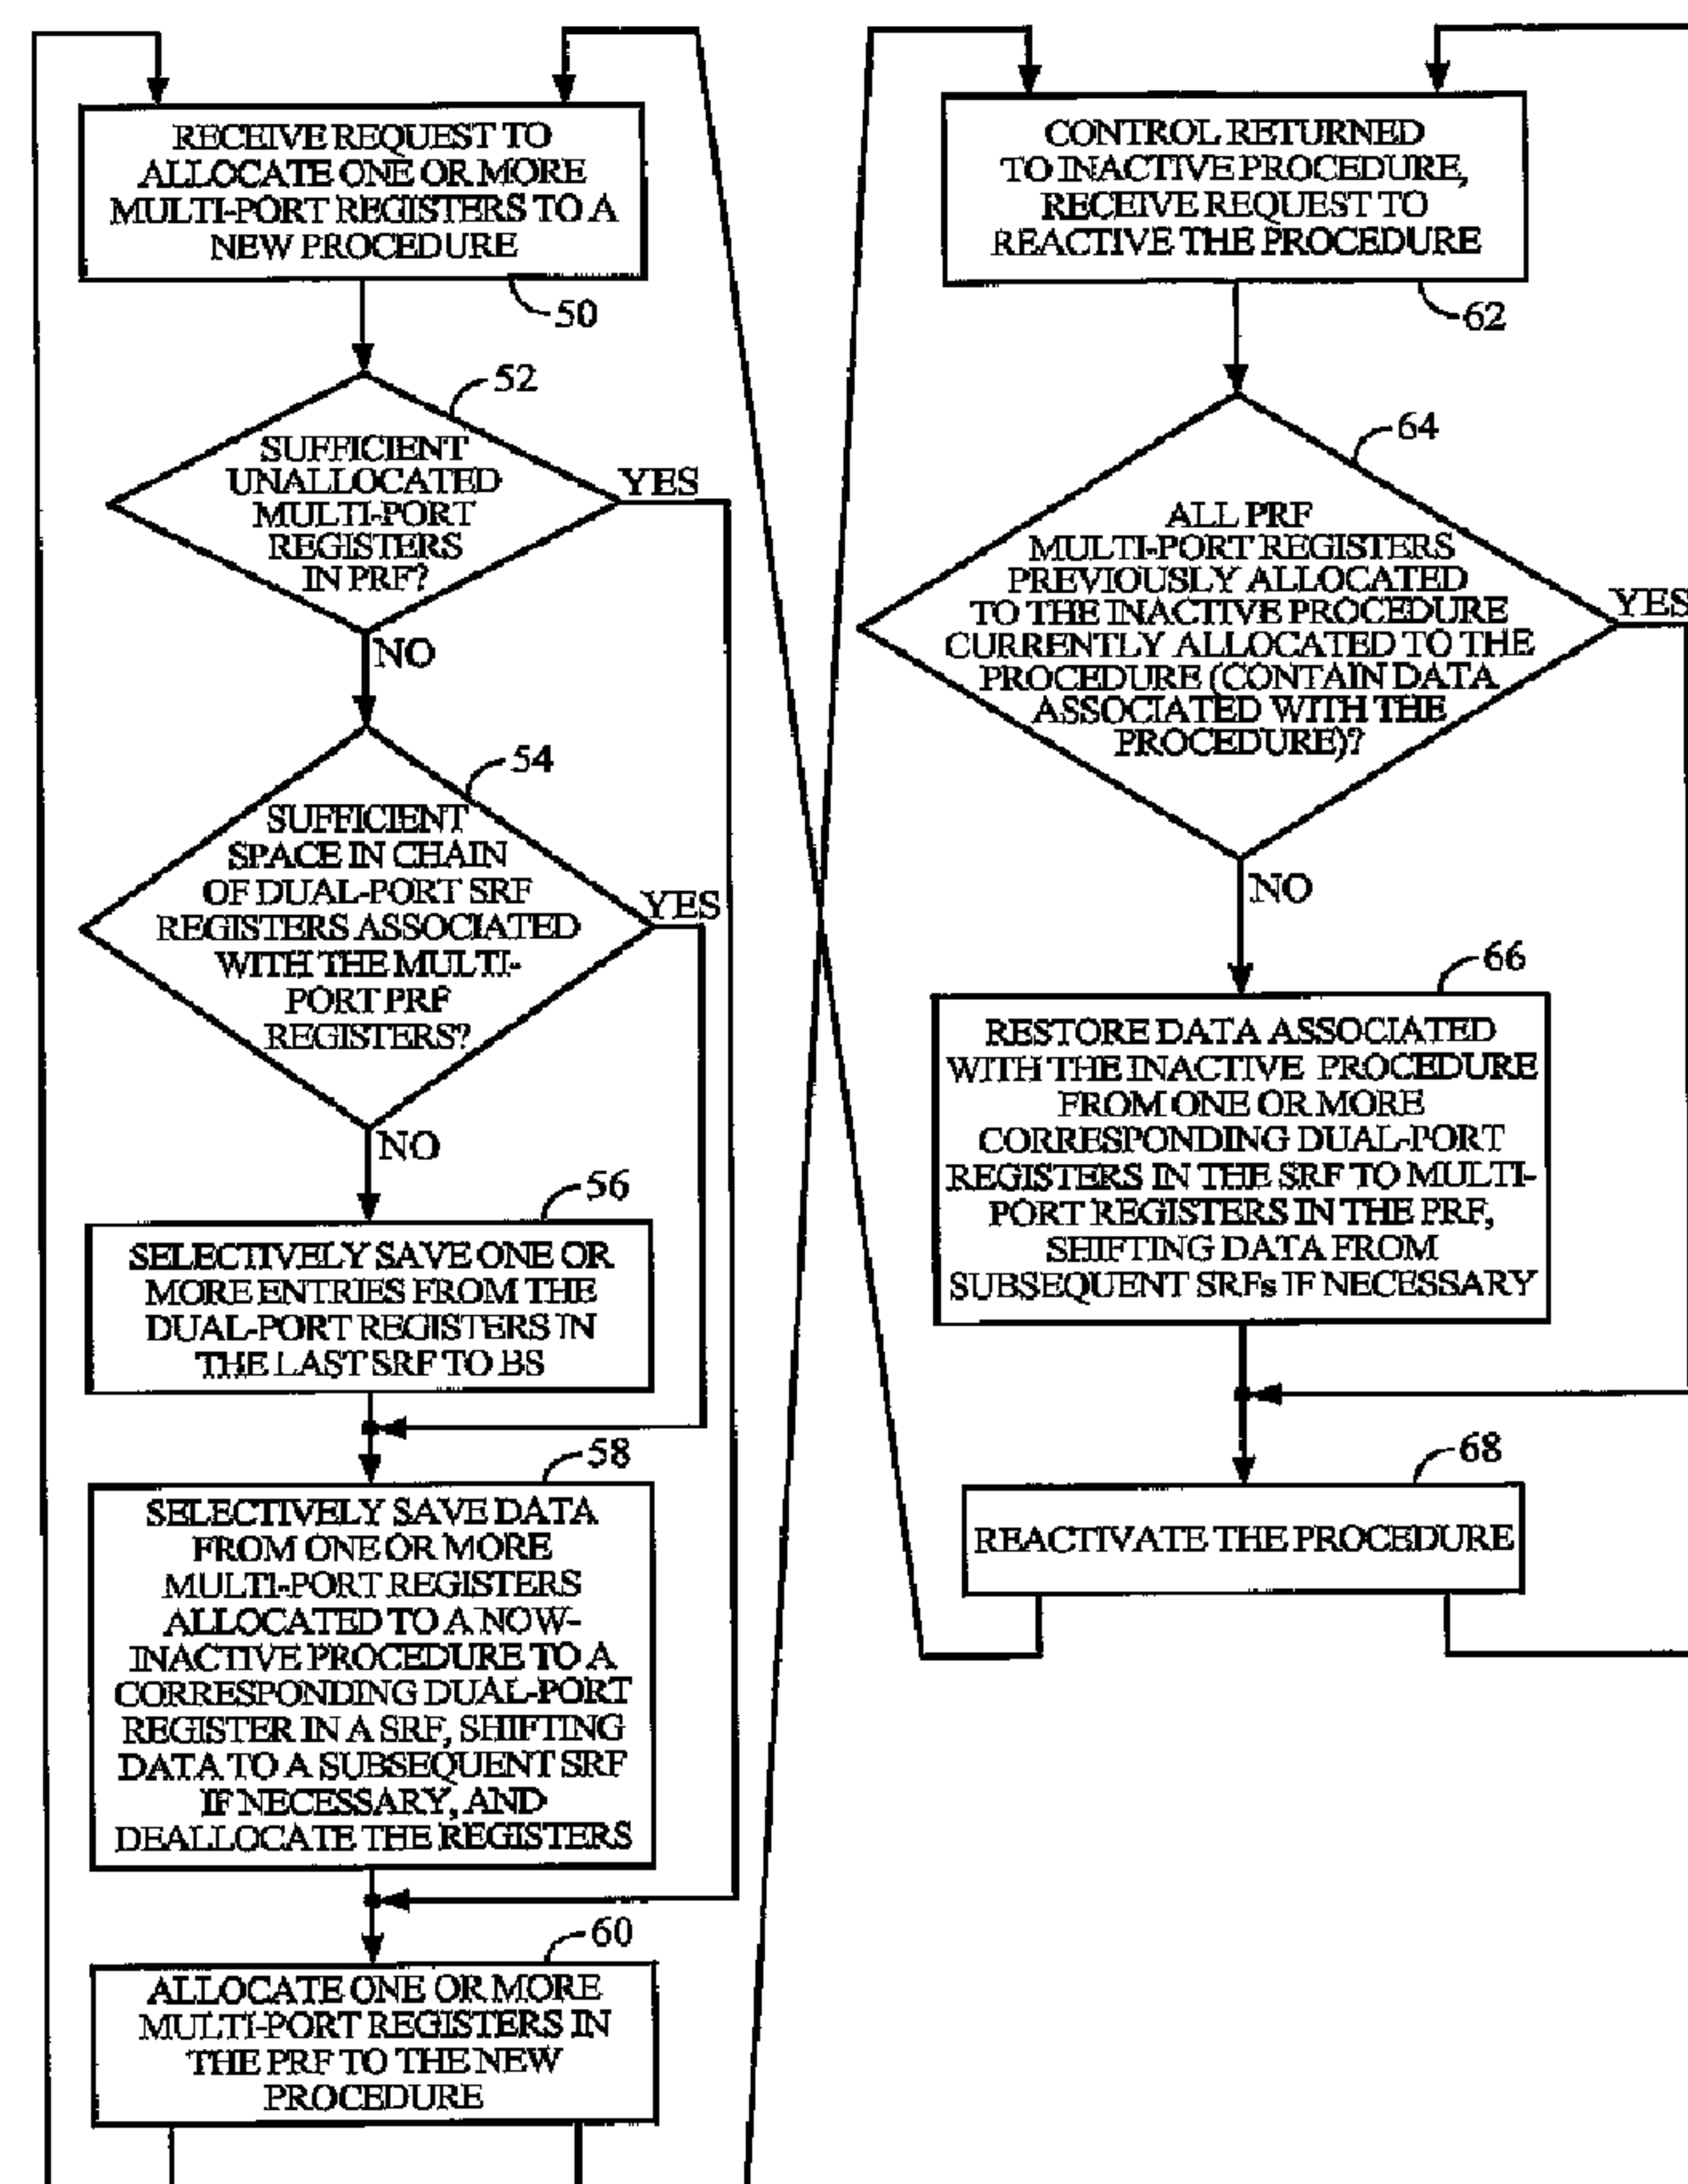 RECEIVE REQUEST TO
ALLOCATE ONE OR MORE
MULTI-PORT REGISTERS TO A
NEW PROCEDURE
50
52
SUFFICIENT
UNALLOCATED
MULTI-PORT
REGISTERS
IN PRF?
YES
NO
54
SUFFICIENT
SPACE IN CHAIN
OF DUAL-PORT SRF
REGISTERS ASSOCIATED
WITH THE MULTI-
PORT PRF
REGISTERS?
YES
NO
56
SELECTIVELY SAVE ONE OR
MORE ENTRIES FROM THE
DUAL-PORT REGISTERS IN
THE LAST SRF TO BS
58
SELECTIVELY SAVE DATA
FROM ONE OR MORE
MULTI-PORT REGISTERS
ALLOCATED TO A NOW-
INACTIVE PROCEDURE TO A
CORRESPONDING DUAL-PORT
REGISTER IN A SRF, SHIFTING
DATA TO A SUBSEQUENT SRF
IF NECESSARY, AND
DEALLOCATE THE REGISTERS
60
ALLOCATE ONE OR MORE
MULTI-PORT REGISTERS IN
THE PRF TO THE NEW
PROCEDURE
CONTROL RETURNED
TO INACTIVE PROCEDURE,
RECEIVE REQUEST TO
REACTIVE THE PROCEDURE
62
64
ALL PRF
MULTI-PORT REGISTERS
PREVIOUSLY ALLOCATED
TO THE INACTIVE PROCEDURE
CURRENTLY ALLOCATED TO THE
PROCEDURE (CONTAIN DATA
ASSOCIATED WITH THE
PROCEDURE)?
YES
NO
66
RESTORE DATA ASSOCIATED
WITH THE INACTIVE PROCEDURE
FROM ONE OR MORE
CORRESPONDING DUAL-PORT
REGISTERS IN THE SRF TO MULTI-
PORT REGISTERS IN THE PRF,
SHIFTING DATA FROM
SUBSEQUENT SRFs IF NECESSARY
68
REACTIVATE THE PROCEDURE